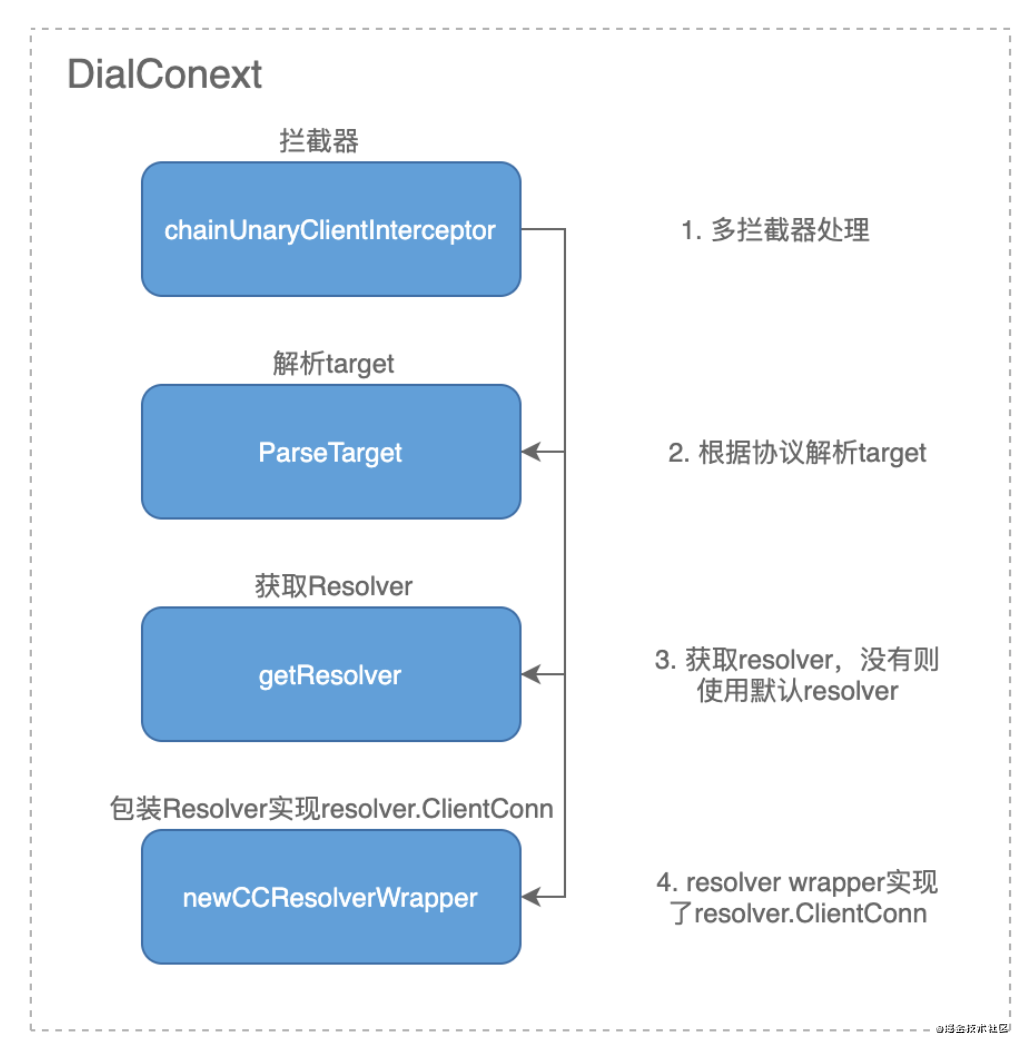 DialConext
拦截器
chainUnaryClientInterceptor
1. 多拦截器处理
解析target
ParseTarget
2. 根据协议解析target
获取Resolver
getResolver
3. 获取resolver，没有则
使用默认resolver
包装Resolver实现resolver.ClientConn
newCCResolverWrapper
4. resolver wrapper实现
了resolver.ClientConn
@掘金技术社区